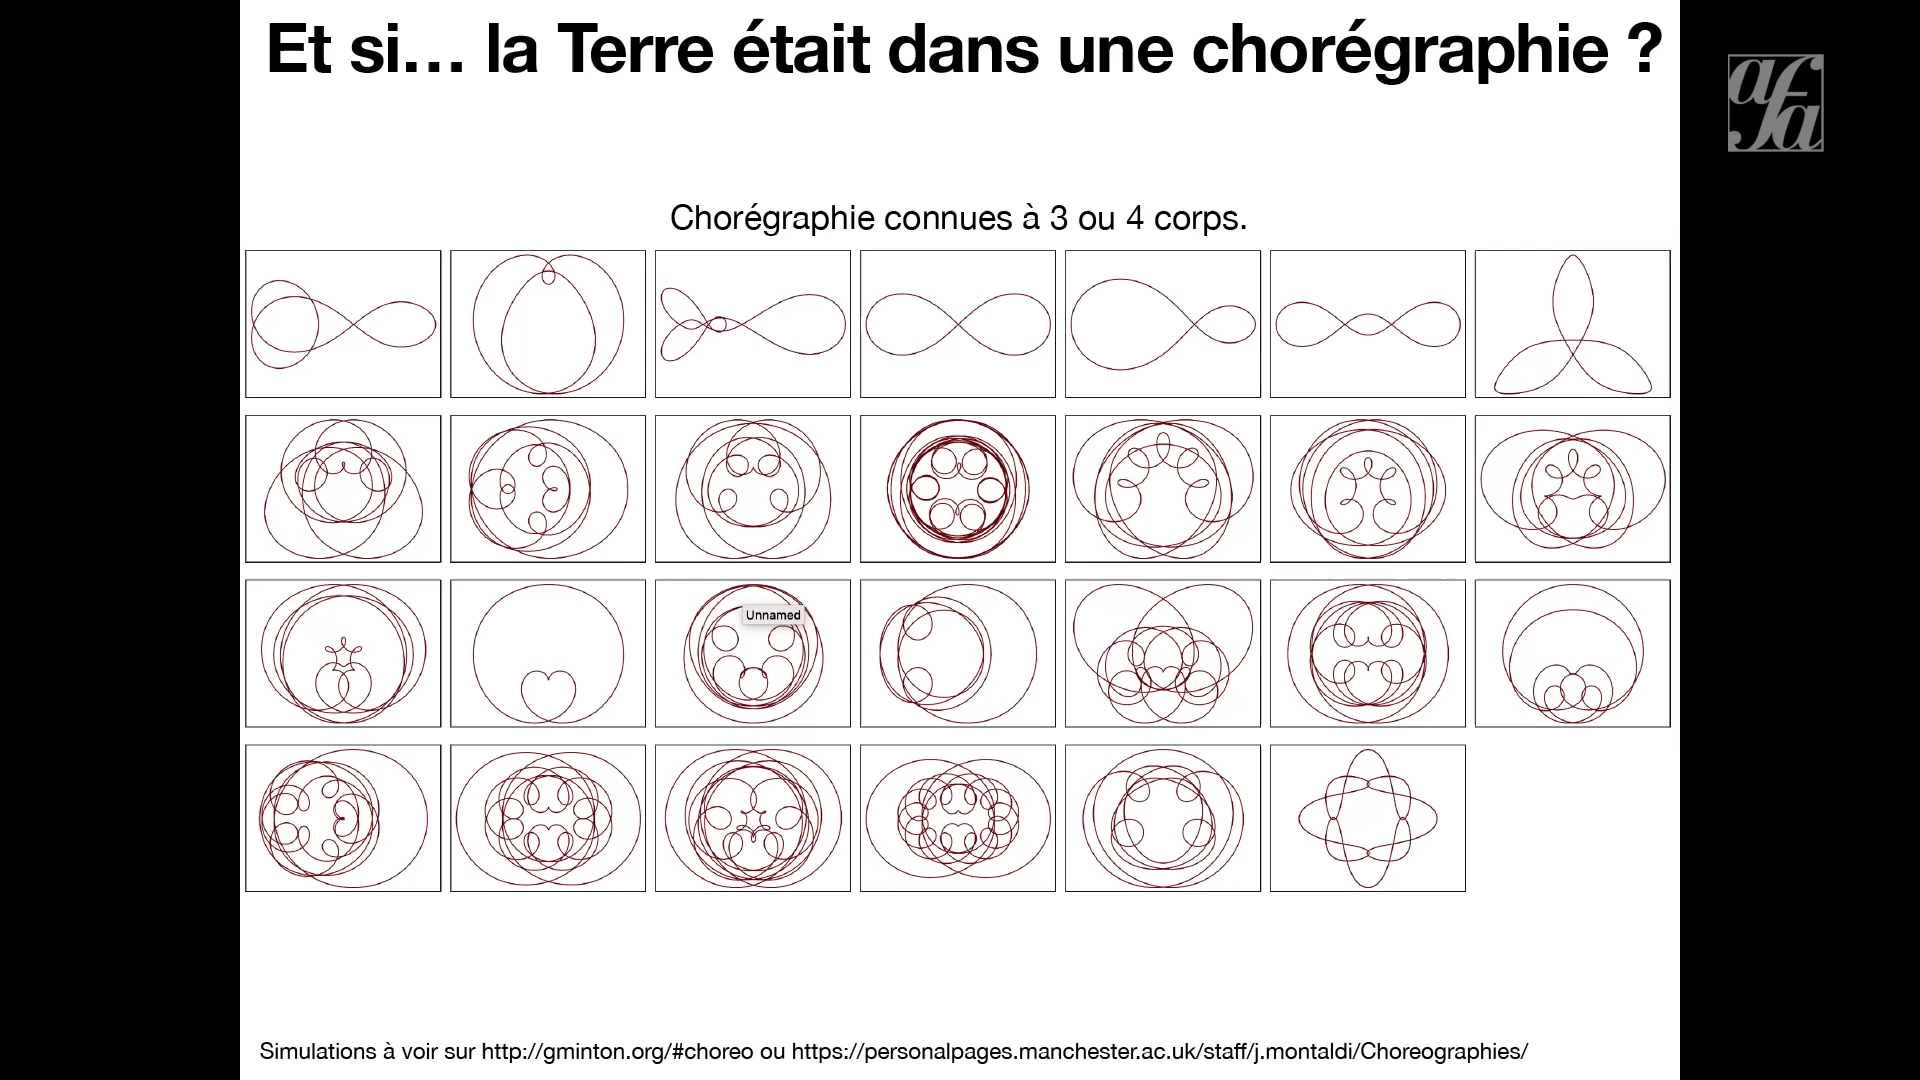 Et si… la Terre était dans une chorégraphie ?
afa
Chorégraphie connues à 3 ou 4 corps.
Unnamed
Simulations à voir sur http://gminton.org/#choreo ou https://personalpages.manchester.ac.uk/staff/j.montaldi/Choreographies/